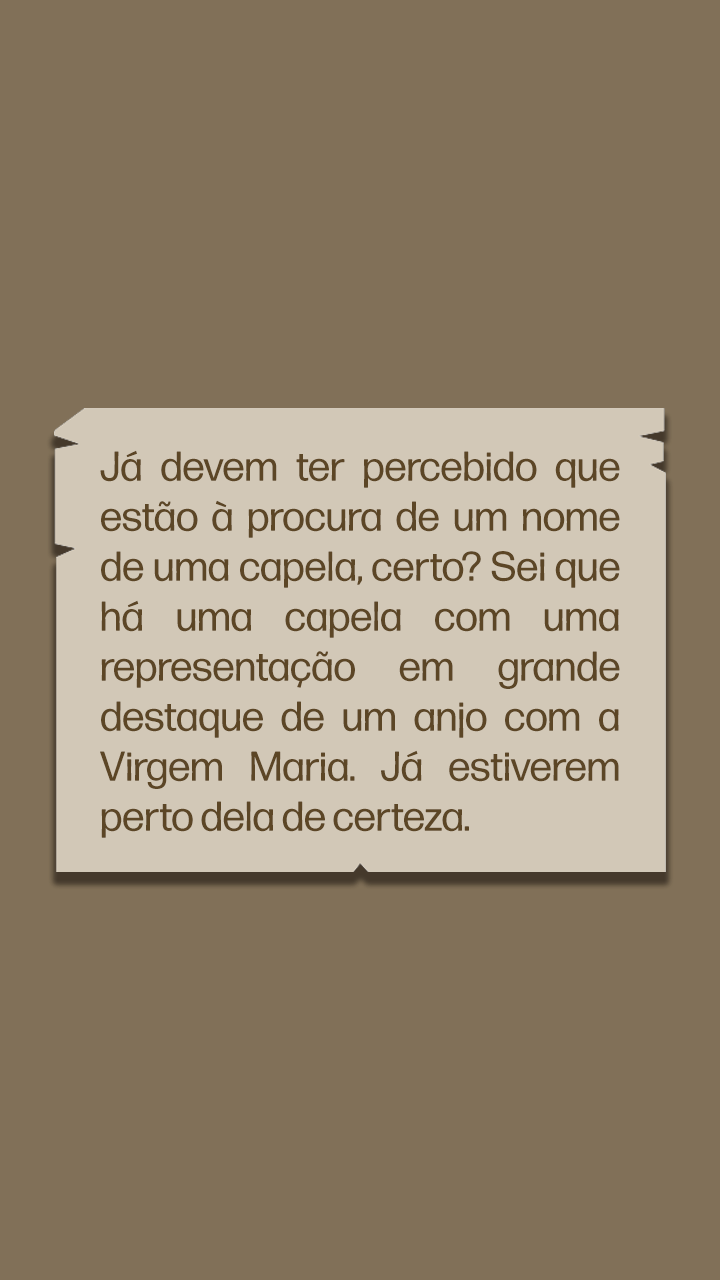 Já devem ter percebido que
estão à procura de um nome
de uma capela, certo? Sei que
há uma capela com uma
representação em grande
destaque de um anjo com a
Virgem Maria. Já estiverem
perto dela de certeza.